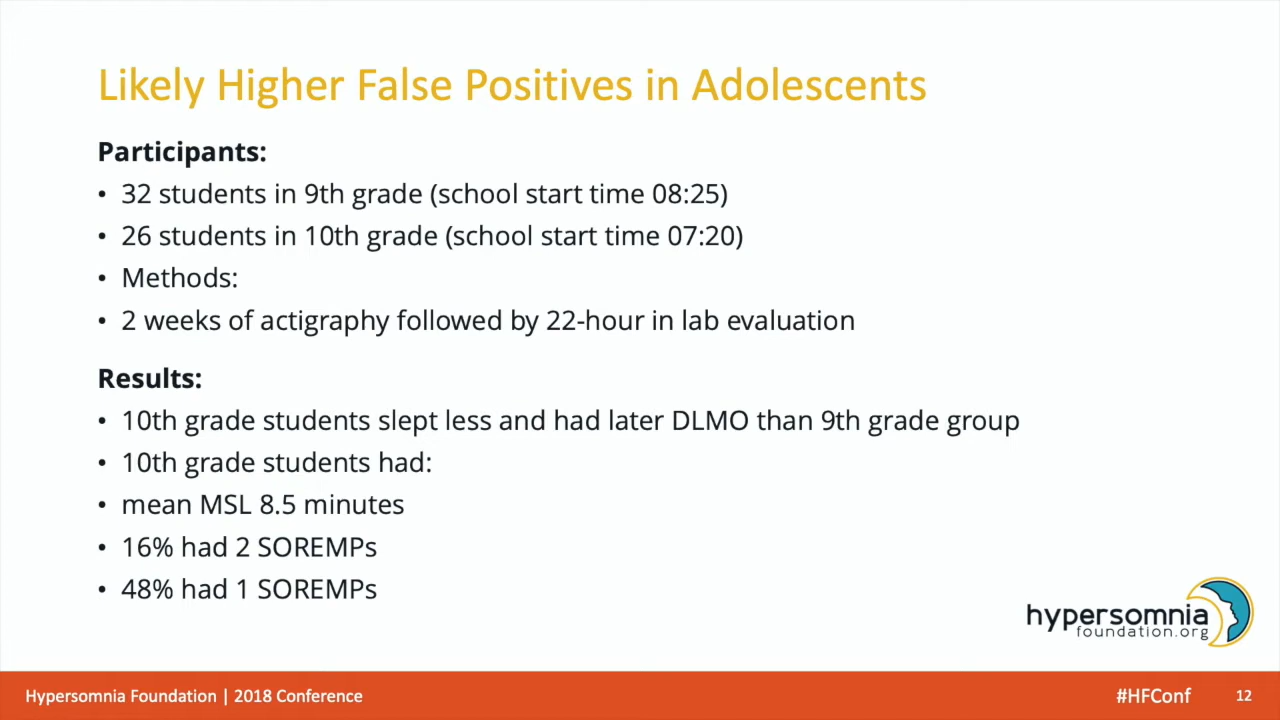 Likely Higher False Positives in Adolescents
Participants:
• 32 students in 9th grade (school start time 08:25)
• 26 students in 10th grade (school start time 07:20)
• Methods:
• 2 weeks of actigraphy followed by 22-hour in lab evaluation
Results:
• 10th grade students slept less and had later DLMO than 9th grade group
• 10th grade students had:
• mean MSL 8.5 minutes
• 16% had 2 SOREMPs
• 48% had 1 SOREMPs
hypersomnia
foundation.org
Hypersomnia Foundation | 2018 Conference
#HFConf
12